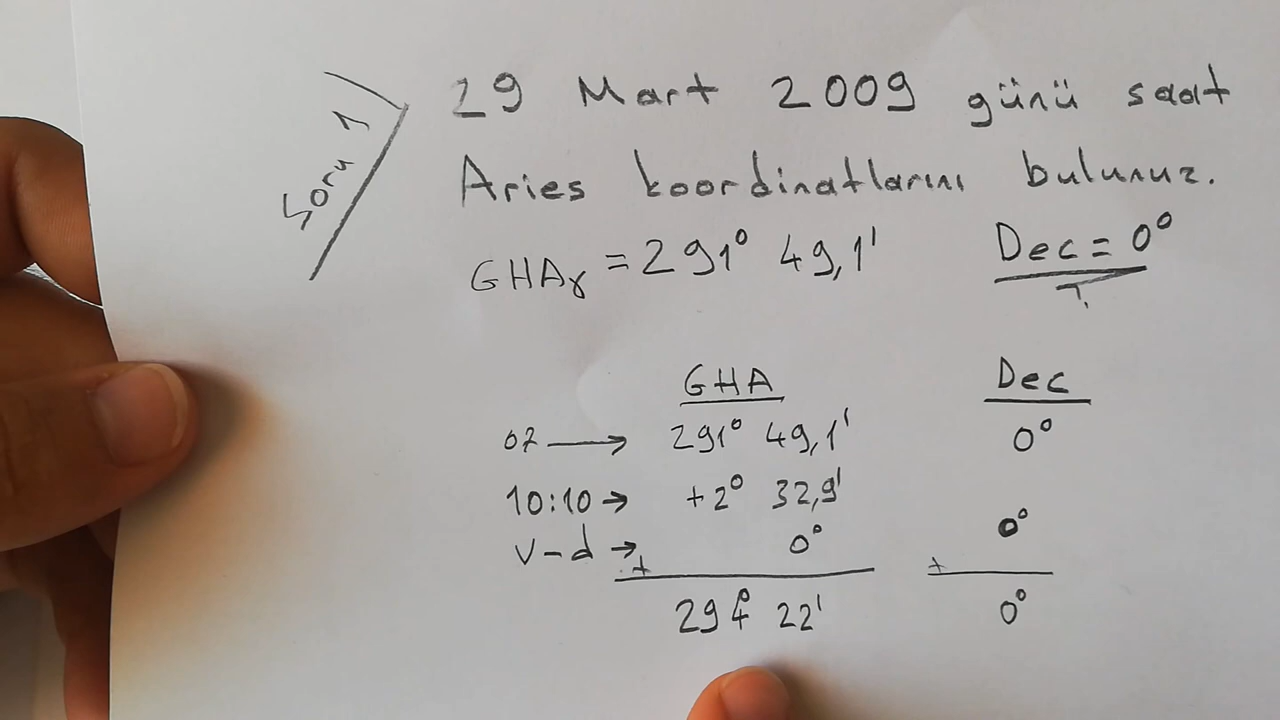 Soru 1
29 Mart 2009 günü saat
Aries koordinatlarını bulunuz.
GHAγ = 291° 49,1' Dec = 0°
T.
GHA Dec
07 → 291° 49,1' 0°
10:10 → +2° 32,9' 0°
v-d → 0°
+ +
294° 22' 0°